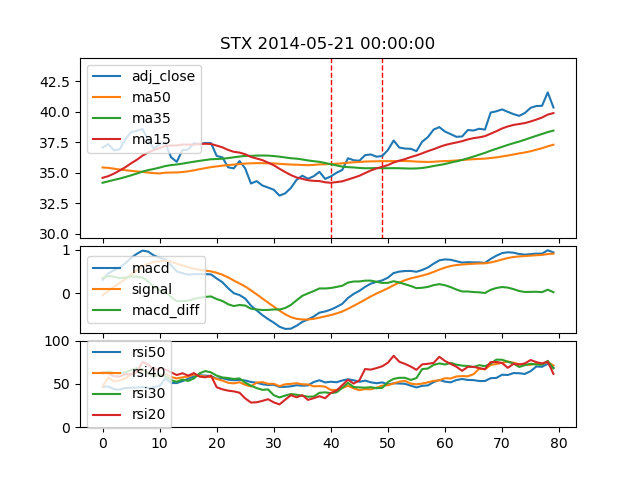 STX 2014-05-21 00:00:00
42.5
40.0
37.5
35.0
32.5
30.0
adj_close
ma50
ma35
ma15
1
0
macd
signal
macd_diff
100
50
0
rsi50
rsi40
rsi30
rsi20
0 10 20 30 40 50 60 70 80